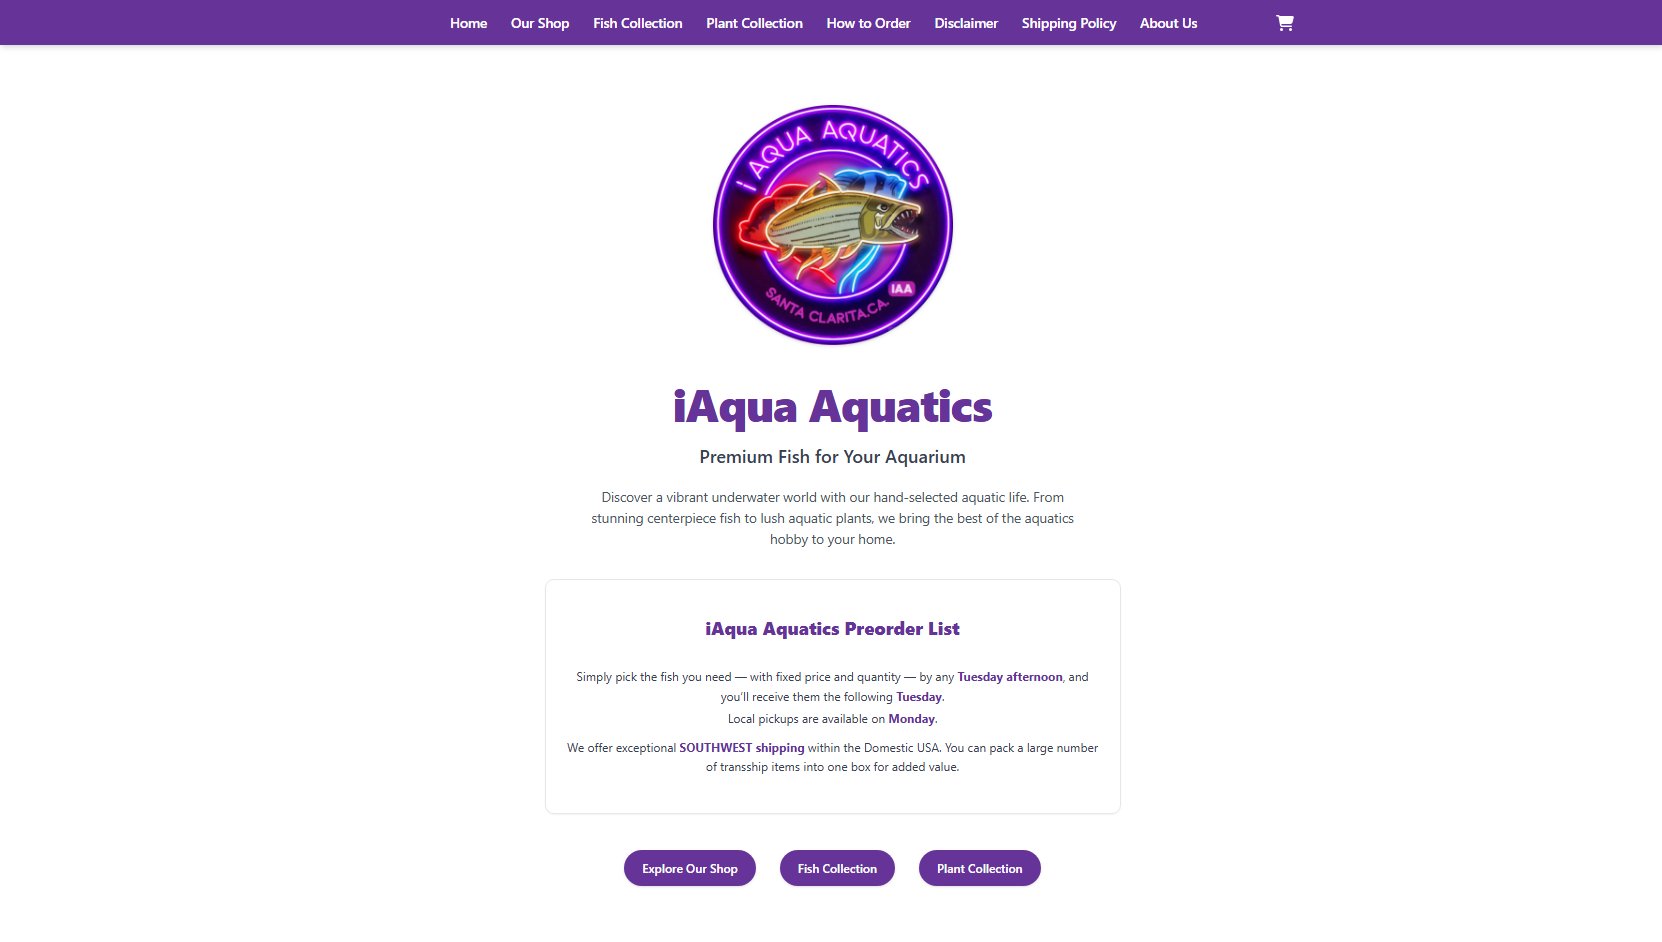 Home Our Shop Fish Collection Plant Collection How to Order Disclaimer Shipping Policy About Us
i AQUA AQUATICS
IAA
SANTA CLARITA.CA.
iAqua Aquatics
Premium Fish for Your Aquarium
Discover a vibrant underwater world with our hand-selected aquatic life. From
stunning centerpiece fish to lush aquatic plants, we bring the best of the aquatics
hobby to your home.
iAqua Aquatics Preorder List
Simply pick the fish you need — with fixed price and quantity — by any Tuesday afternoon, and
you’ll receive them the following Tuesday.
Local pickups are available on Monday.
We offer exceptional SOUTHWEST shipping within the Domestic USA. You can pack a large number
of transship items into one box for added value.
Explore Our Shop Fish Collection Plant Collection